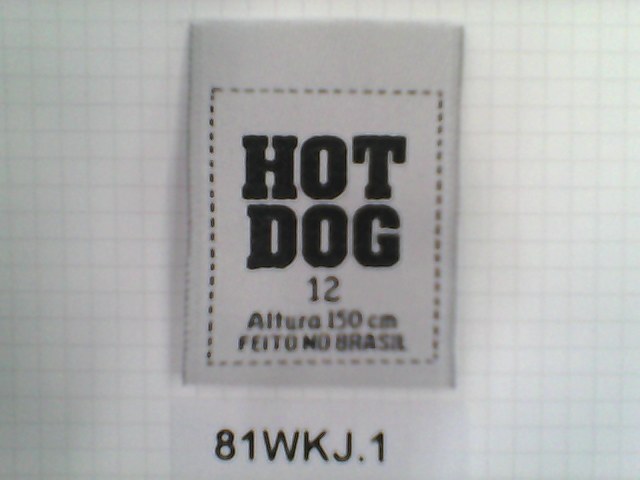 HOT
DOG
12
Altura 150 cm
FEITO NO BRASIL
81WKJ.1